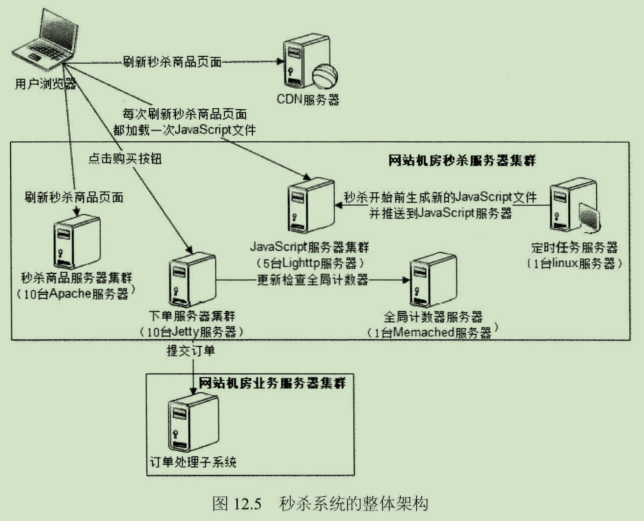 刷新秒杀商品页面
用户浏览器
CDN服务器
每次刷新秒杀商品页面
都加载一次JavaScript文件
点击购买按钮
网站机房秒杀服务器集群
刷新秒杀商品页面
秒杀开始前生成新的JavaScript文件
并推送到JavaScript服务器
JavaScript服务器集群
(5台Lighttp服务器)
定时任务服务器
(1台linux服务器)
秒杀商品服务器集群
(10台Apache服务器)
更新检查全局计数器
下单服务器集群
(10台Jetty服务器)
全局计数器服务器
(1台Memached服务器)
提交订单
网站机房业务服务器集群
订单处理子系统
图 12.5 秒杀系统的整体架构